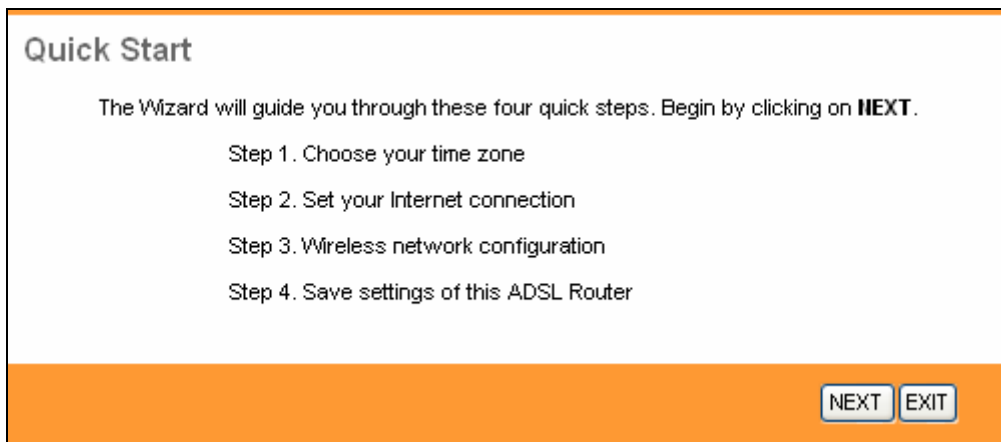 Quick Start
The Wizard will guide you through these four quick steps. Begin by clicking on NEXT.
Step 1. Choose your time zone
Step 2. Set your Internet connection
Step 3. Wireless network configuration
Step 4. Save settings of this ADSL Router
NEXT EXIT